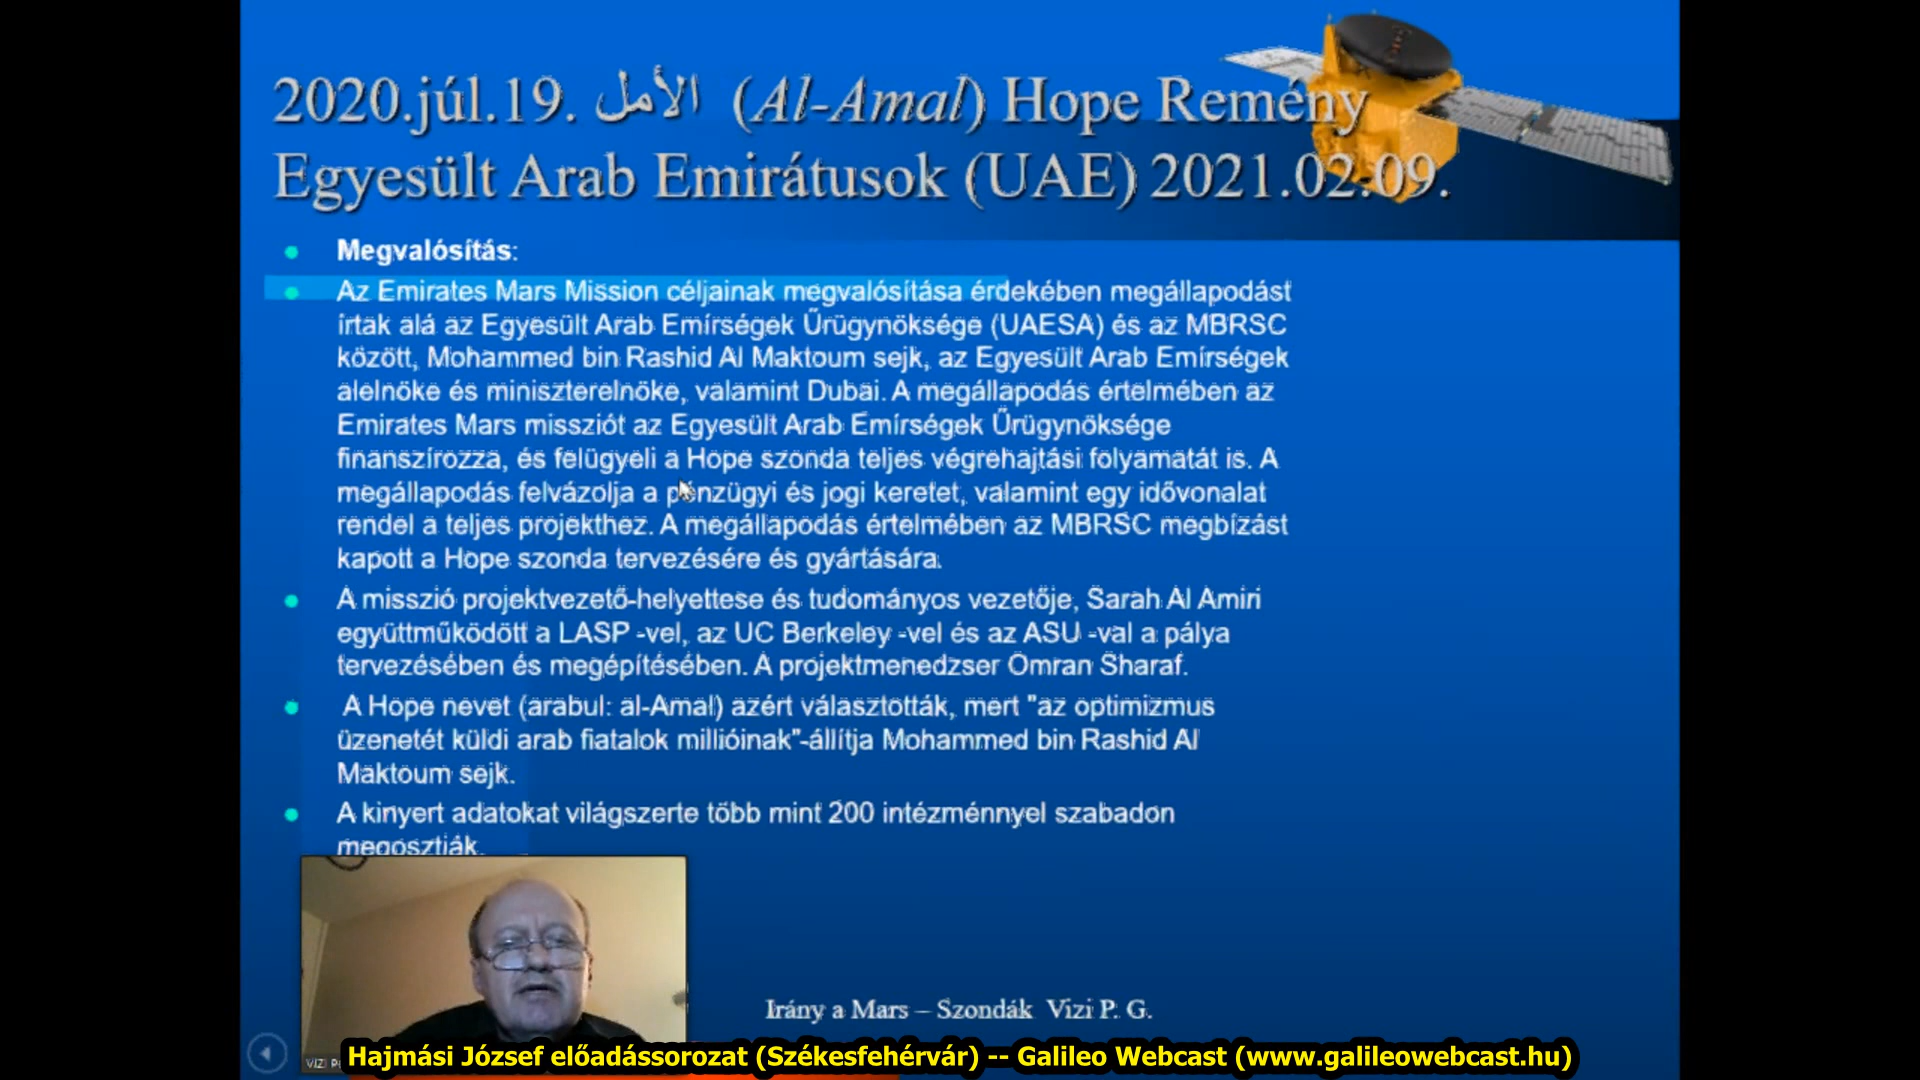 2020.júl.19. الأمل (Al-Amal) Hope Remény
Egyesült Arab Emirátusok (UAE) 2021.02.09.
Megvalósítás:
Az Emirates Mars Mission céljainak megvalósítása érdekében megállapodást
írtak alá az Egyesült Arab Emírségek Űrügynöksége (UAESA) és az MBRSC
között, Mohammed bin Rashid Al Maktoum sejk, az Egyesült Arab Emírségek
alelnöke és miniszterelnöke, valamint Dubai. A megállapodás értelmében az
Emirates Mars missziót az Egyesült Arab Emírségek Űrügynöksége
finanszírozza, és felügyeli a Hope szonda teljes végrehajtási folyamatát is. A
megállapodás felvázolja a pénzügyi és jogi keretet, valamint egy idővonalat
rendel a teljes projekthez. A megállapodás értelmében az MBRSC megbízást
kapott a Hope szonda tervezésére és gyártására.
A misszió projektvezető-helyettese és tudományos vezetője, Sarah Al Amiri
együttműködött a LASP -vel, az UC Berkeley -vel és az ASU -val a pálya
tervezésében és megépítésében. A projektmenedzser Omran Sharaf.
A Hope nevet (arabul: al-Amal) azért választották, mert "az optimizmus
üzenetét küldi arab fiatalok millióinak"-állítja Mohammed bin Rashid Al
Maktoum sejk.
A kinyert adatokat világszerte több mint 200 intézménnyel szabadon
megosztják.
Irány a Mars – Szondák Vizi P. G.
VIZI
Hajmási József előadássorozat (Székesfehérvár) -- Galileo Webcast (www.galileowebcast.hu)